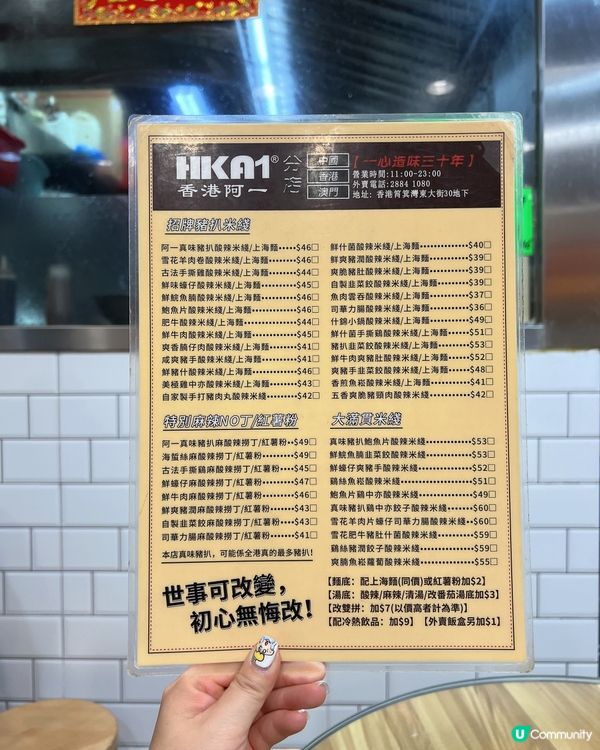 HKA1®
香港阿一
分店
中國
香港
澳門
【一心造味三十年】
營業時間:11:00-23:00
外賣電話:2884 1080
地址: 香港筲箕灣東大街30地下
招牌豬扒米綫
阿一真味豬扒酸辣米綫/上海麵•••••$46□
雪花羊肉卷酸辣米綫/上海麵•••••••$46□
古法手撕雞酸辣米綫/上海麵•••••••$44□
鮮味蠔仔酸辣米綫/上海麵••••••••••$45□
鮮鯇魚腩酸辣米綫/上海麵••••••••••$46□
鮑魚片酸辣米綫/上海麵•••••••••••••$46□
肥牛酸辣米綫/上海麵••••••••••••••••$44□
鮮牛肉酸辣米綫/上海麵•••••••••••••$45□
爽香腩仔肉酸辣米綫/上海麵•••••••$41□
咸爽豬手酸辣米綫/上海麵••••••••••$41□
鮮豬什酸辣米綫/上海麵•••••••••••••$46□
美極雞中亦酸辣米綫/上海麵•••••••$43□
自家製手打豬肉丸酸辣米綫••••••••$42□
鮮什菌酸辣米綫/上海麵•••••••••••••$40□
鮮爽豬潤酸辣米綫/上海麵••••••••••$39□
爽脆豬肚酸辣米綫/上海麵••••••••••$39□
自製韭菜餃酸辣米綫/上海麵•••••••$39□
魚肉雲吞酸辣米綫/上海麵••••••••••$37□
司華力腸酸辣米綫/上海麵••••••••••$36□
什錦小鍋酸辣米綫/上海麵••••••••••$49□
鮮什菌手撕鷄酸辣米綫/上海麵••••$51□
豬扒韭菜餃酸辣米綫/上海麵•••••••$53□
鮮牛肉爽豬肚酸辣米綫/上海麵••••$52□
爽豬手韭菜餃酸辣米綫/上海麵••••$48□
香煎魚崧酸辣米綫/上海麵••••••••••$41□
五香爽脆豬頸肉酸辣米綫••••••••••$42□
特別麻辣NO丁/紅薯粉
阿一真味豬扒麻酸辣撈丁/紅薯粉••$49□
海蜇絲麻酸辣撈丁/紅薯粉•••••••••$49□
古法手撕鷄麻酸辣撈丁/紅薯粉••••$45□
鮮蠔仔麻酸辣撈丁/紅薯粉•••••••••$47□
鮮牛肉麻酸辣撈丁/紅薯粉•••••••••$46□
鮮爽豬潤麻酸辣撈丁/紅薯粉••••••$43□
自製韭菜餃麻酸辣撈丁/紅薯粉••••$43□
司華力腸麻酸辣撈丁/紅薯粉••••••$41□
本店真味豬扒，可能係全港真的最多豬扒！
大滿貫米綫
真味豬扒鮑魚片酸辣米綫••••••••••$53□
鮮鯇魚腩韭菜餃酸辣米綫••••••••••$53□
鮮蠔仔爽豬手酸辣米綫•••••••••••••$52□
鷄絲魚崧酸辣米綫•••••••••••••••••••$51□
鮑魚片鷄中亦酸辣米綫•••••••••••••$49□
真味豬扒鷄中亦餃子酸辣米綫•••••$60□
雪花羊肉片蠔仔司華力腸酸辣米綫••$60□
雪花肥牛豬肚什菌酸辣米綫••••••••$59□
鷄絲豬潤餃子酸辣米綫•••••••••••••$59□
爽腩魚崧蘿蔔酸辣米綫•••••••••••••$55□
世事可改變，
初心無悔改！
【麵底：配上海麵(同價)或紅薯粉加$2】
【湯底：酸辣/麻辣/清湯/改番茄湯底加$3】
【改雙拼：加$7(以價高者計為準)】
【配冷熱飲品：加$9】【外賣飯盒另加$1】
U Community